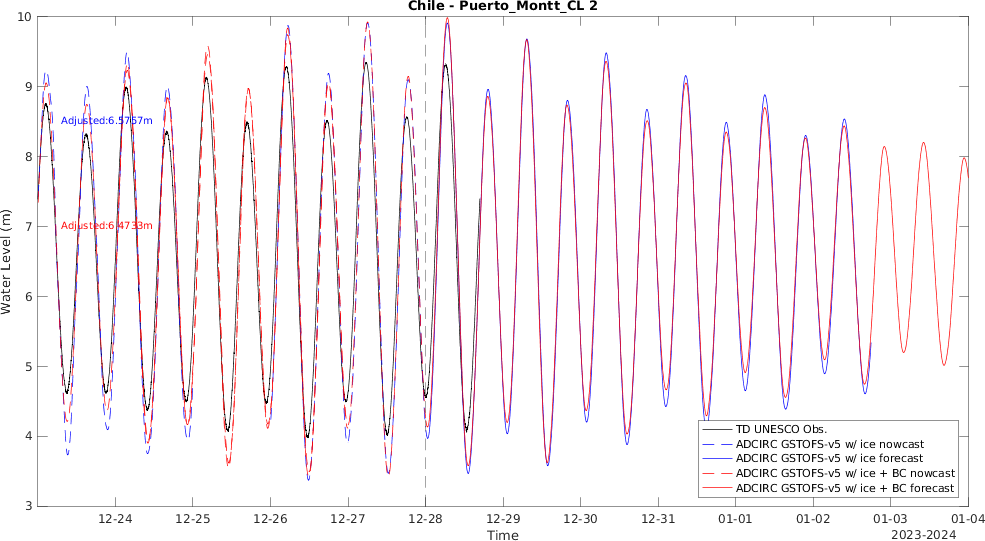 Chile - Puerto_Montt_CL 2
10
9
8
7
6
5
4
3
Water Level (m)
Adjusted:6.5767m
Adjusted:6.4733m
TD UNESCO Obs.
ADCIRC GSTOFS-v5 w/ ice nowcast
ADCIRC GSTOFS-v5 w/ ice forecast
ADCIRC GSTOFS-v5 w/ ice + BC nowcast
ADCIRC GSTOFS-v5 w/ ice + BC forecast
12-24 12-25 12-26 12-27 12-28 12-29 12-30 12-31 01-01 01-02 01-03 01-04
Time
2023-2024